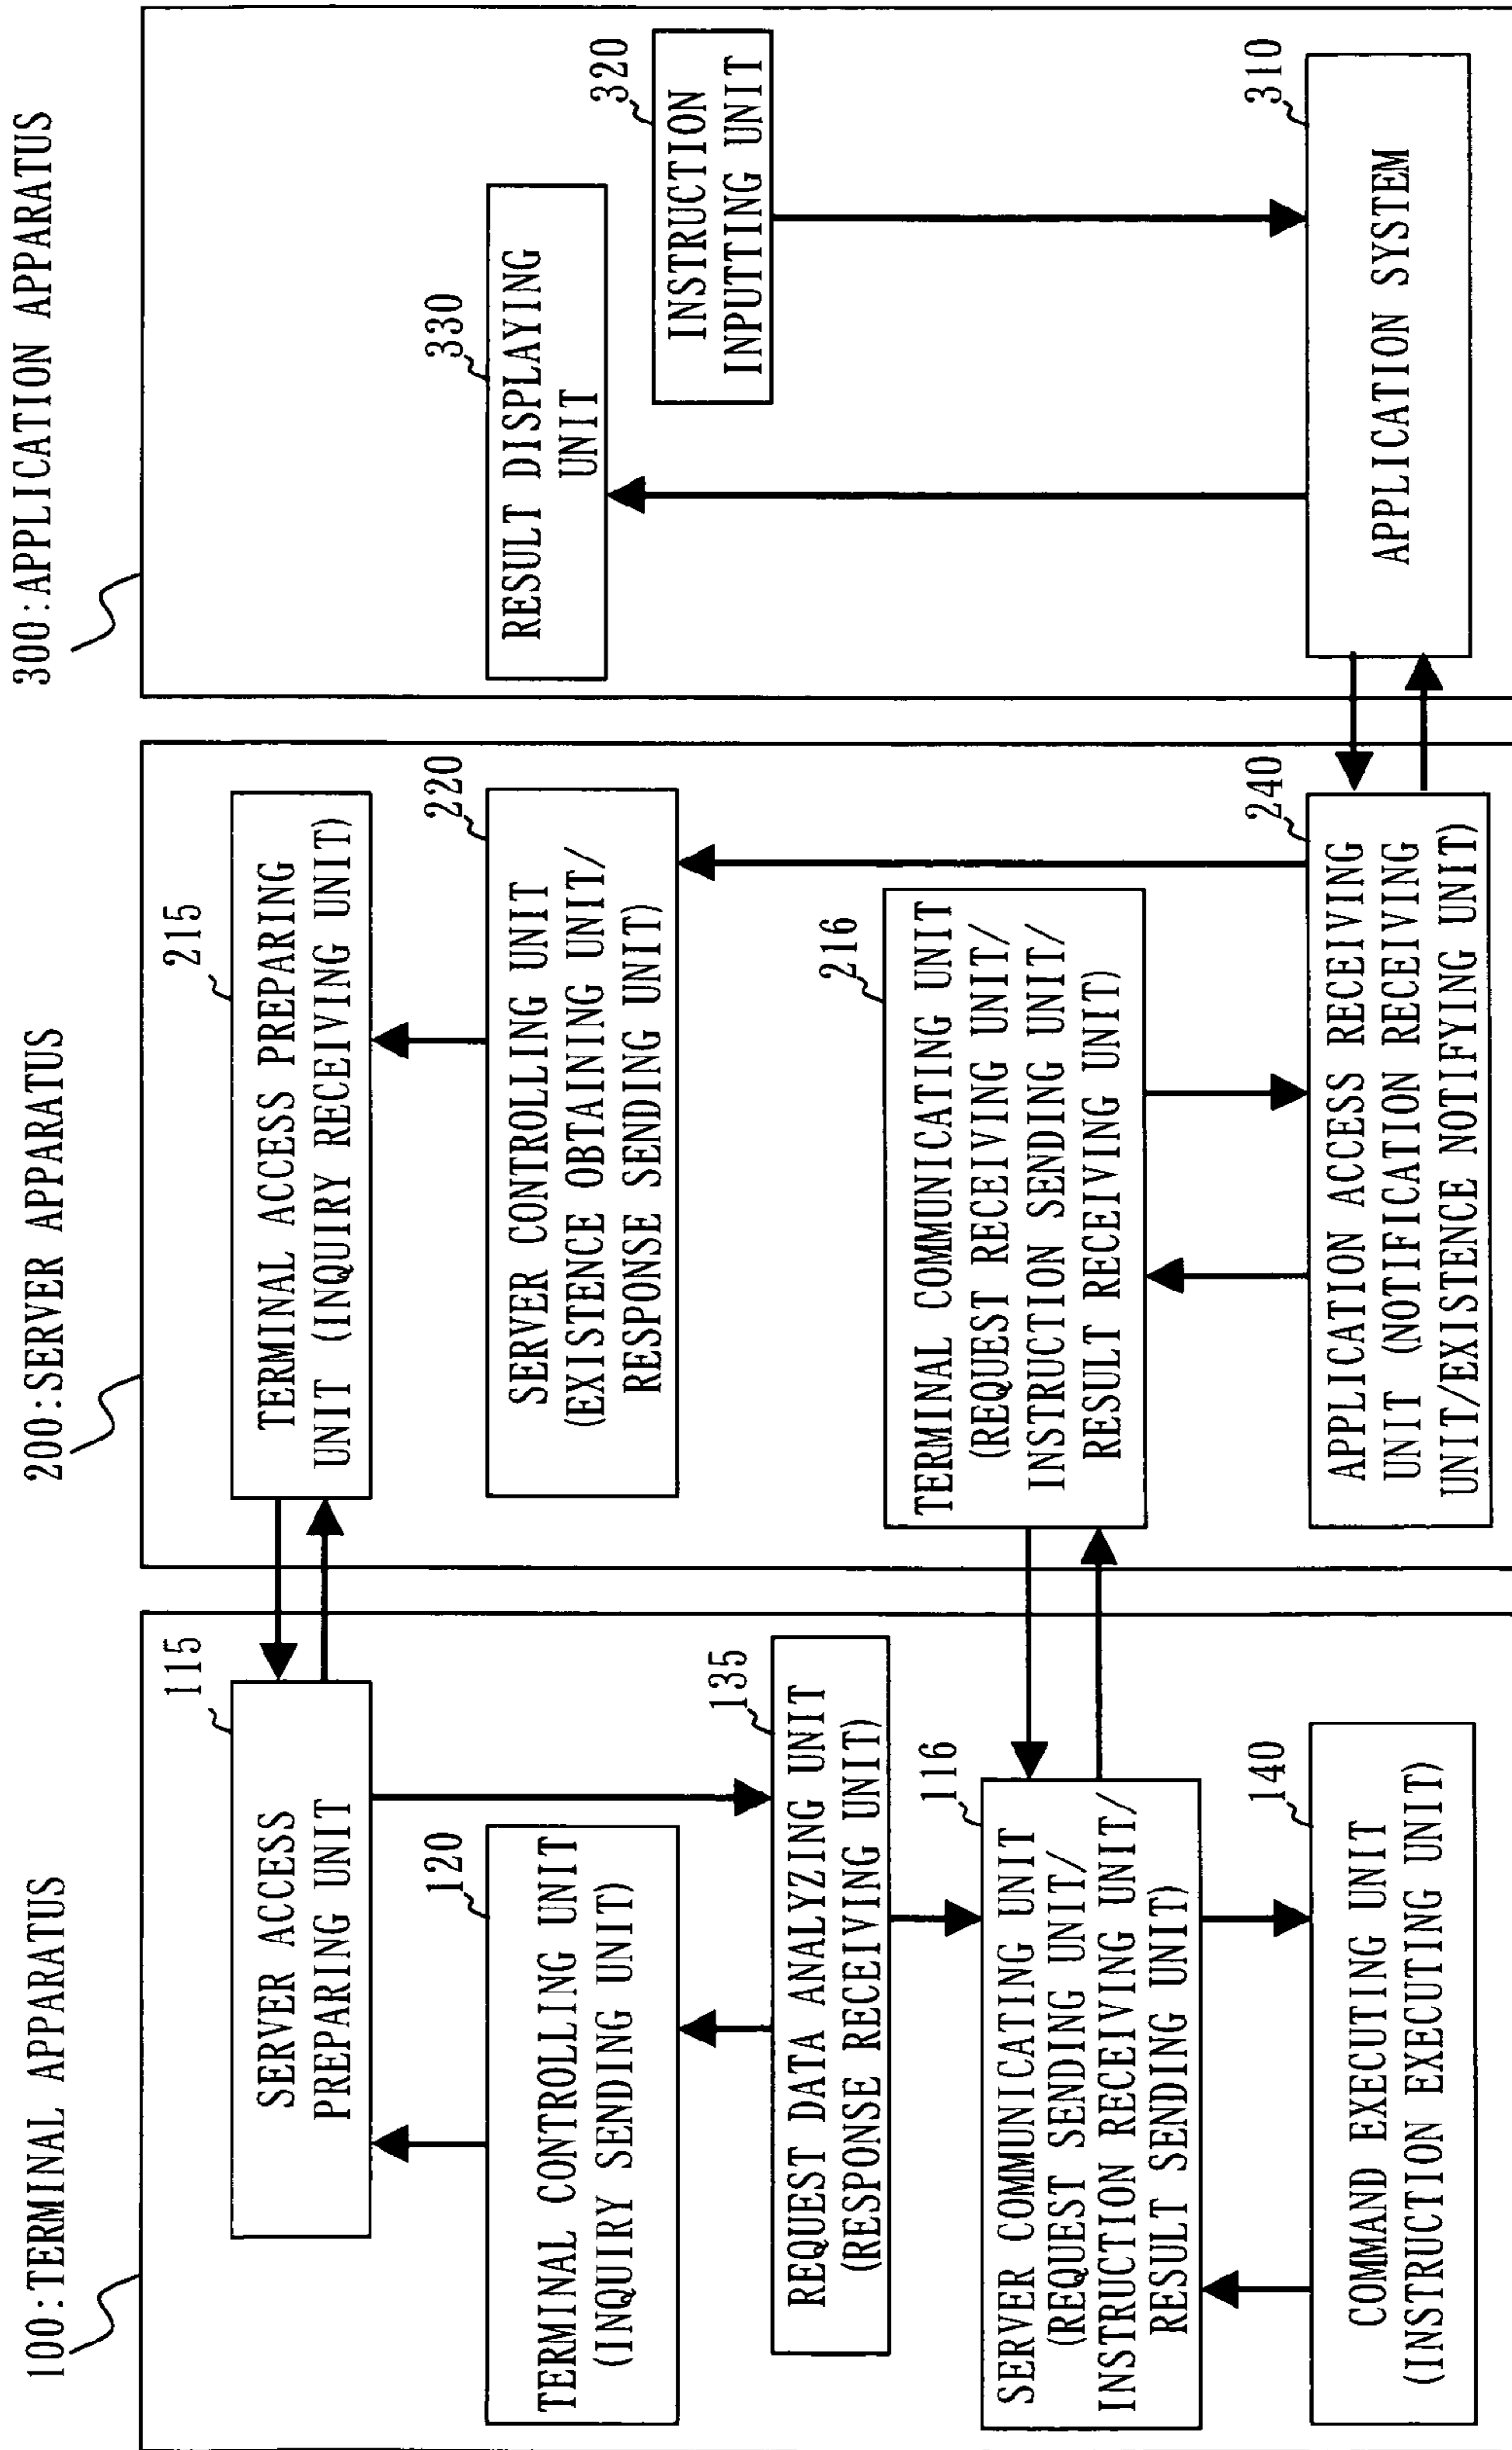 100:TERMINAL APPARATUS
115
SERVER ACCESS
PREPARING UNIT
120
TERMINAL CONTROLLING UNIT
(INQUIRY SENDING UNIT)
135
REQUEST DATA ANALYZING UNIT
(RESPONSE RECEIVING UNIT)
116
SERVER COMMUNICATING UNIT
(REQUEST SENDING UNIT/
INSTRUCTION RECEIVING UNIT/
RESULT SENDING UNIT)
140
COMMAND EXECUTING UNIT
(INSTRUCTION EXECUTING UNIT)
200:SERVER APPARATUS
215
TERMINAL ACCESS PREPARING
UNIT (INQUIRY RECEIVING UNIT)
220
SERVER CONTROLLING UNIT
(EXISTENCE OBTAINING UNIT/
RESPONSE SENDING UNIT)
216
TERMINAL COMMUNICATING UNIT
(REQUEST RECEIVING UNIT/
INSTRUCTION SENDING UNIT/
RESULT RECEIVING UNIT)
240
APPLICATION ACCESS RECEIVING
UNIT (NOTIFICATION RECEIVING
UNIT/EXISTENCE NOTIFYING UNIT)
300:APPLICATION APPARATUS
330
RESULT DISPLAYING
UNIT
320
INSTRUCTION
INPUTTING UNIT
310
APPLICATION SYSTEM